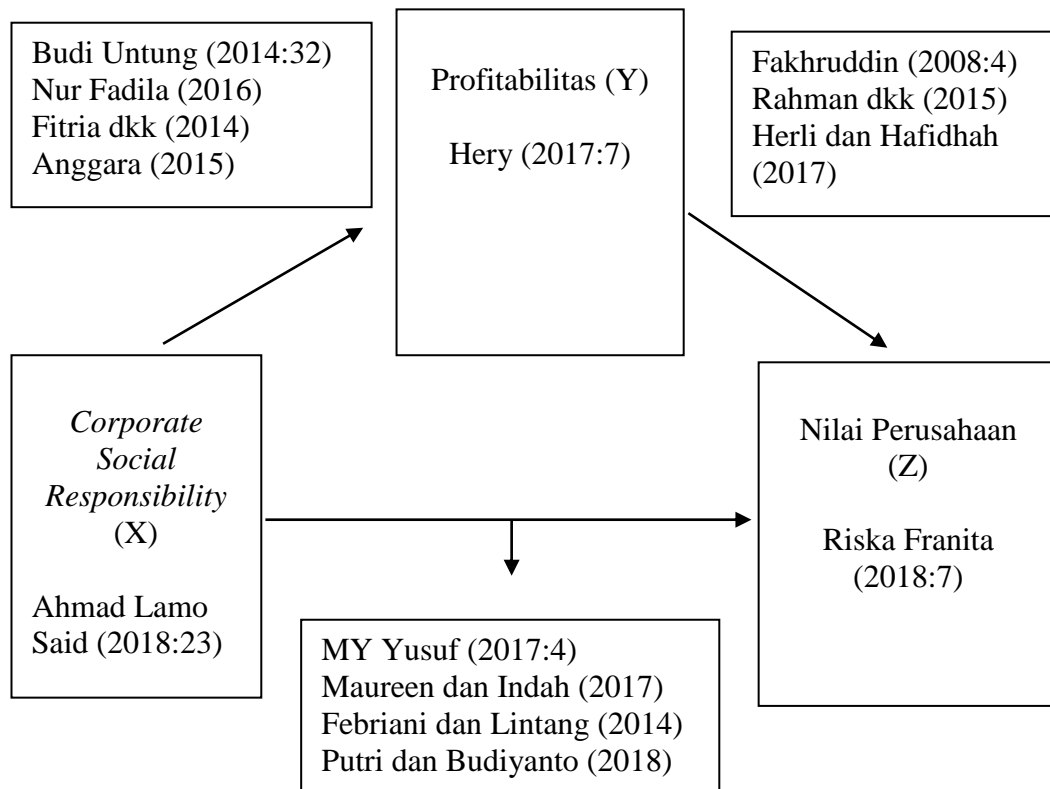 Budi Untung (2014:32)
Nur Fadila (2016)
Fitria dkk (2014)
Anggara (2015)
Profitabilitas (Y)
Hery (2017:7)
Fakhruddin (2008:4)
Rahman dkk (2015)
Herli dan Hafidhah
(2017)
Corporate
Social
Responsibility
(X)
Ahmad Lamo
Said (2018:23)
Nilai Perusahaan
(Z)
Riska Franita
(2018:7)
MY Yusuf (2017:4)
Maureen dan Indah (2017)
Febriani dan Lintang (2014)
Putri dan Budiyanto (2018)